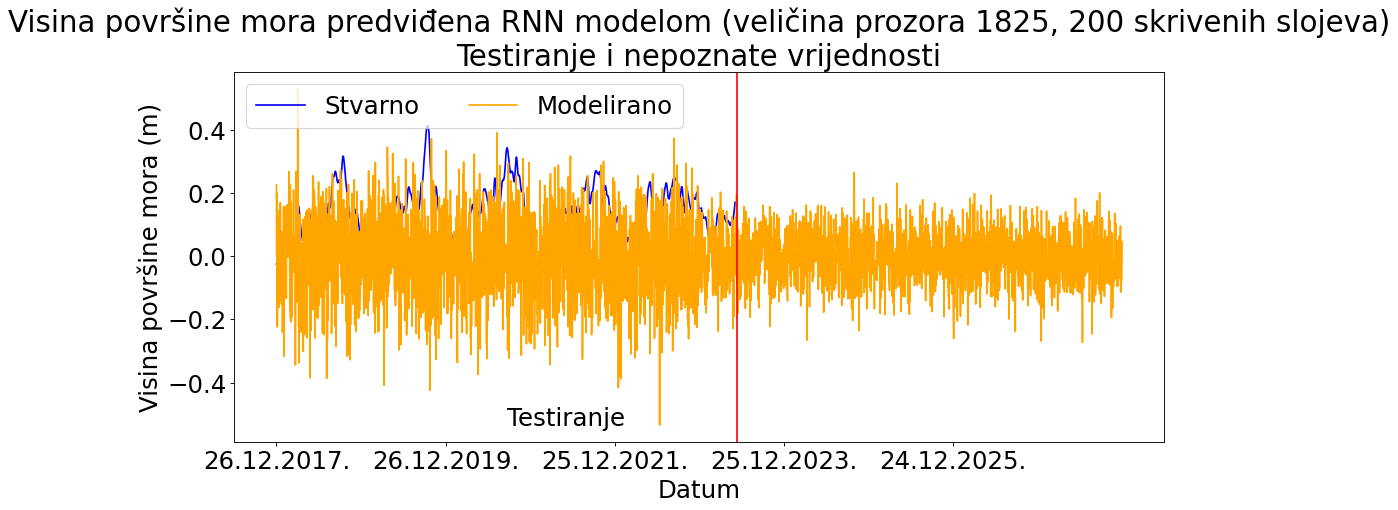 Visina površine mora predviđena RNN modelom (veličina prozora 1825, 200 skrivenih slojeva)
Testiranje i nepoznate vrijednosti
Stvarno
Modelirano
Visina površine mora (m)
0.4
0.2
0.0
−0.2
−0.4
Testiranje
26.12.2017.
26.12.2019.
25.12.2021.
25.12.2023.
24.12.2025.
Datum